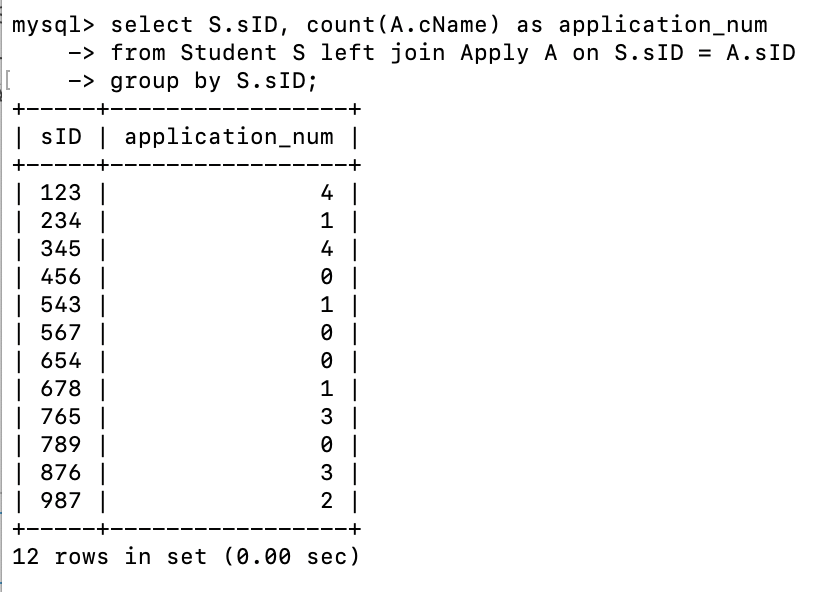 mysql> select S.sID, count(A.cName) as application_num
    -> from Student S left join Apply A on S.sID = A.sID
    -> group by S.sID;
+-----+-----------------+
| sID | application_num |
+-----+-----------------+
| 123 |               4 |
| 234 |               1 |
| 345 |               4 |
| 456 |               0 |
| 543 |               1 |
| 567 |               0 |
| 654 |               0 |
| 678 |               1 |
| 765 |               3 |
| 789 |               0 |
| 876 |               3 |
| 987 |               2 |
+-----+-----------------+
12 rows in set (0.00 sec)